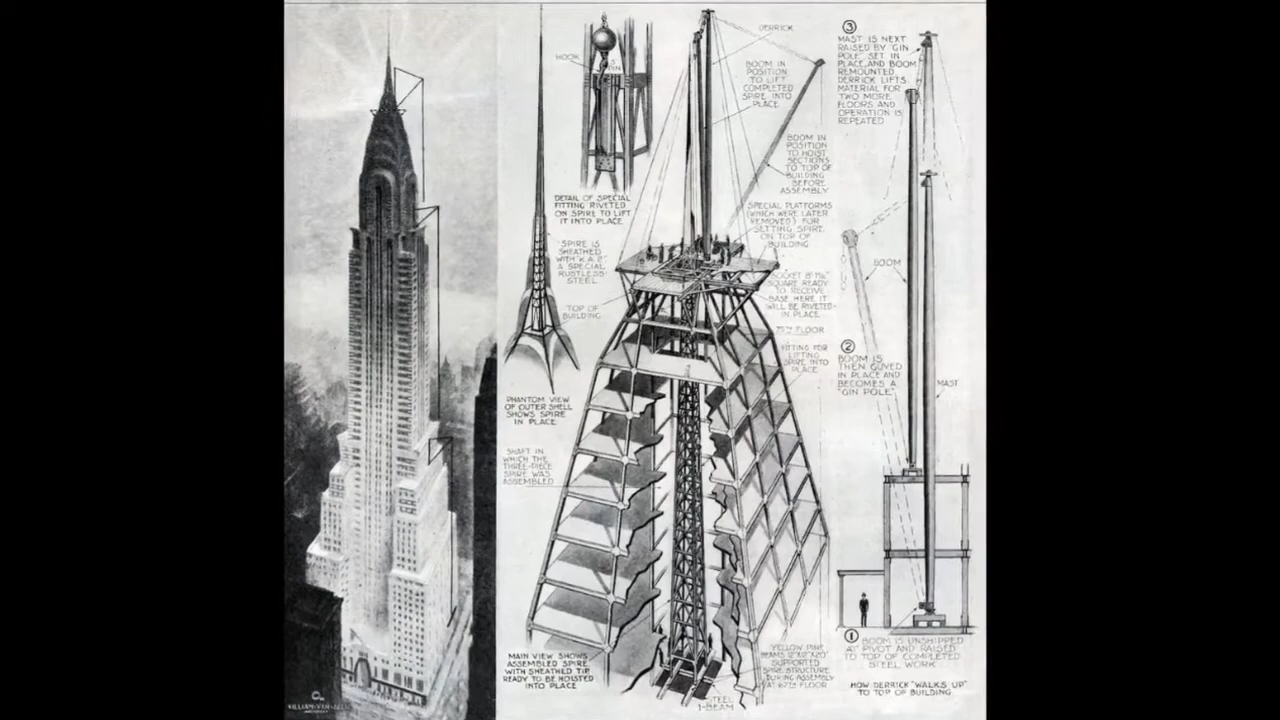 HOOK
DETAIL OF SPECIAL
FITTING RIVETED
ON SPIRE TO LIFT
IT INTO PLACE
SPIRE IS
SHEATHED
WITH "K.A.2"
A SPECIAL
RUSTLESS
STEEL
TOP OF
BUILDING
PHANTOM VIEW
OF OUTER SHELL
SHOWS SPIRE
IN PLACE
SHAFT IN
WHICH THE
THREE-PIECE
SPIRE WAS
ASSEMBLED
MAIN VIEW SHOWS
ASSEMBLED SPIRE
WITH SHEATHED TIP,
READY TO BE HOISTED
INTO PLACE
DERRICK
BOOM IN
POSITION
TO LIFT
COMPLETED
SPIRE INTO
PLACE
BOOM IN
POSITION
TO HOIST
SECTIONS
TO TOP OF
BUILDING
BEFORE
ASSEMBLY
SPECIAL PLATFORMS
(WHICH WERE LATER
REMOVED) FOR
SETTING SPIRE
ON TOP OF
BUILDING
SQUARE READY
TO RECEIVE
BASE HERE IT
WILL BE RIVETED
IN PLACE
75TH FLOOR
FITTING FOR
LIFTING
SPIRE INTO
PLACE
YELLOW PINE
BEAMS
SUPPORTED
SPIRE STRUCTURE
DURING ASSEMBLY
AT 67TH FLOOR
STEEL
I-BEAM
3
MAST IS NEXT
RAISED BY "GIN
POLE" SET IN
PLACE, AND BOOM
REMOUNTED.
DERRICK LIFTS
MATERIAL FOR
TWO MORE
FLOORS AND
OPERATION IS
REPEATED
BOOM
2
BOOM IS
THEN GUYED
IN PLACE AND
BECOMES A
"GIN POLE"
MAST
1 BOOM IS UNSHIPPED
AT PIVOT AND RAISED
TO TOP OF COMPLETED
STEEL WORK
HOW DERRICK "WALKS UP"
TO TOP OF BUILDING
WILLIAM VAN ALEN